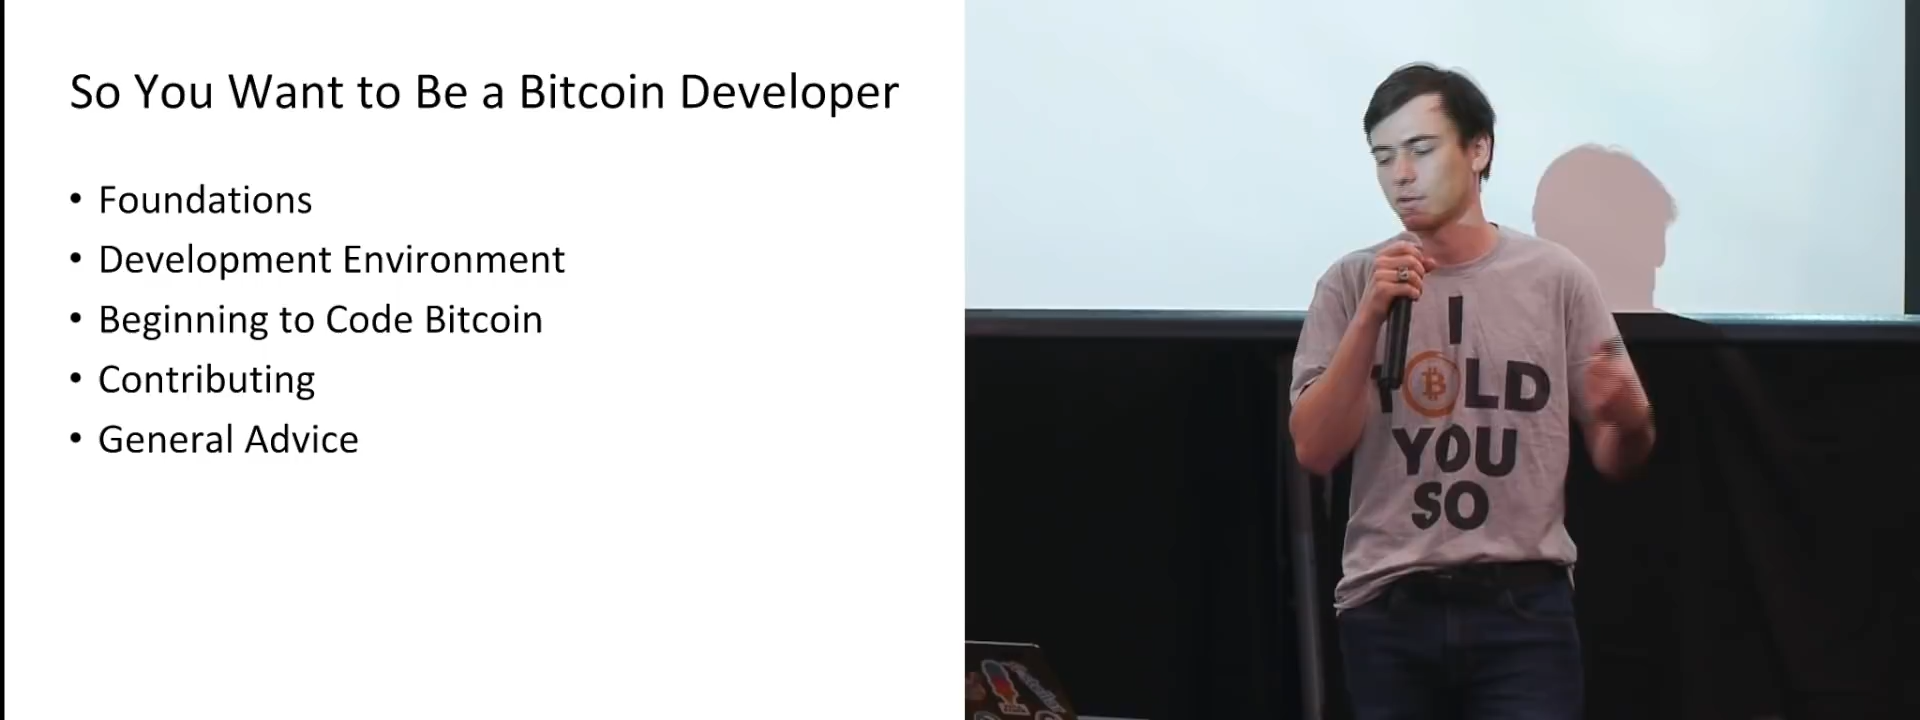 So You Want to Be a Bitcoin Developer
• Foundations
• Development Environment
• Beginning to Code Bitcoin
• Contributing
• General Advice
I
T₿LD
YOU
SO